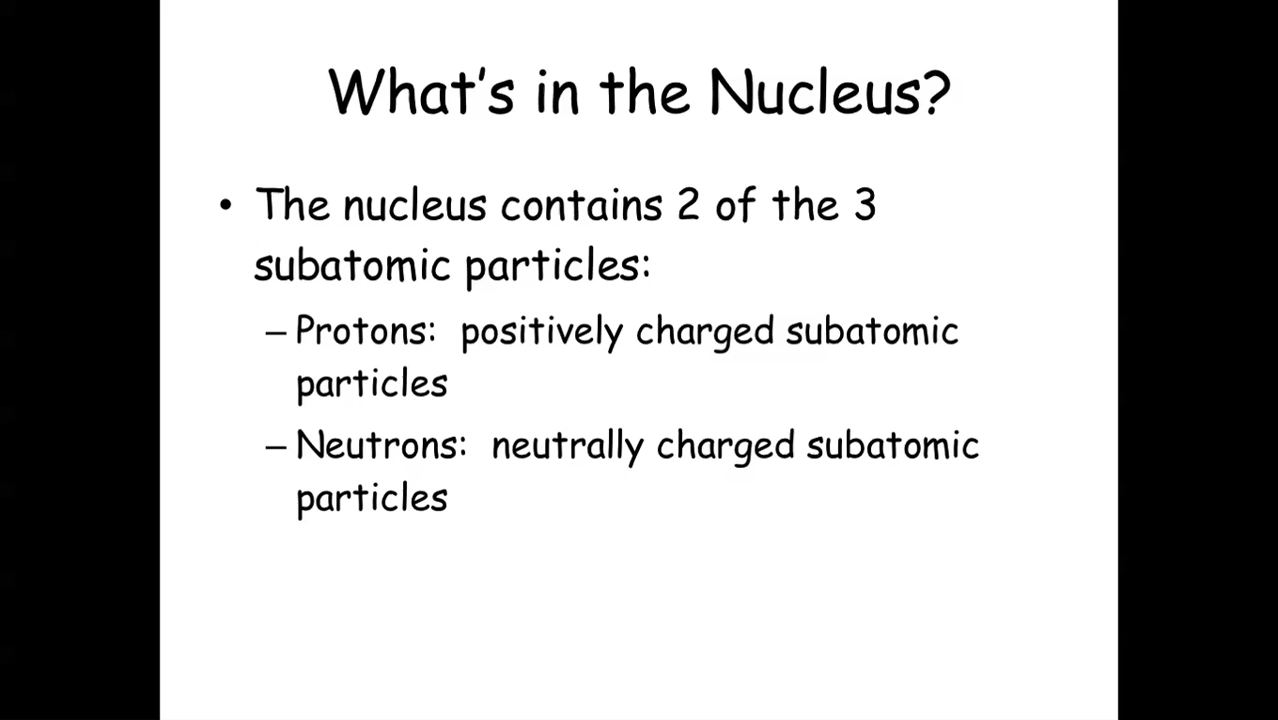 What's in the Nucleus?
• The nucleus contains 2 of the 3
subatomic particles:
– Protons:  positively charged subatomic
particles
– Neutrons:  neutrally charged subatomic
particles